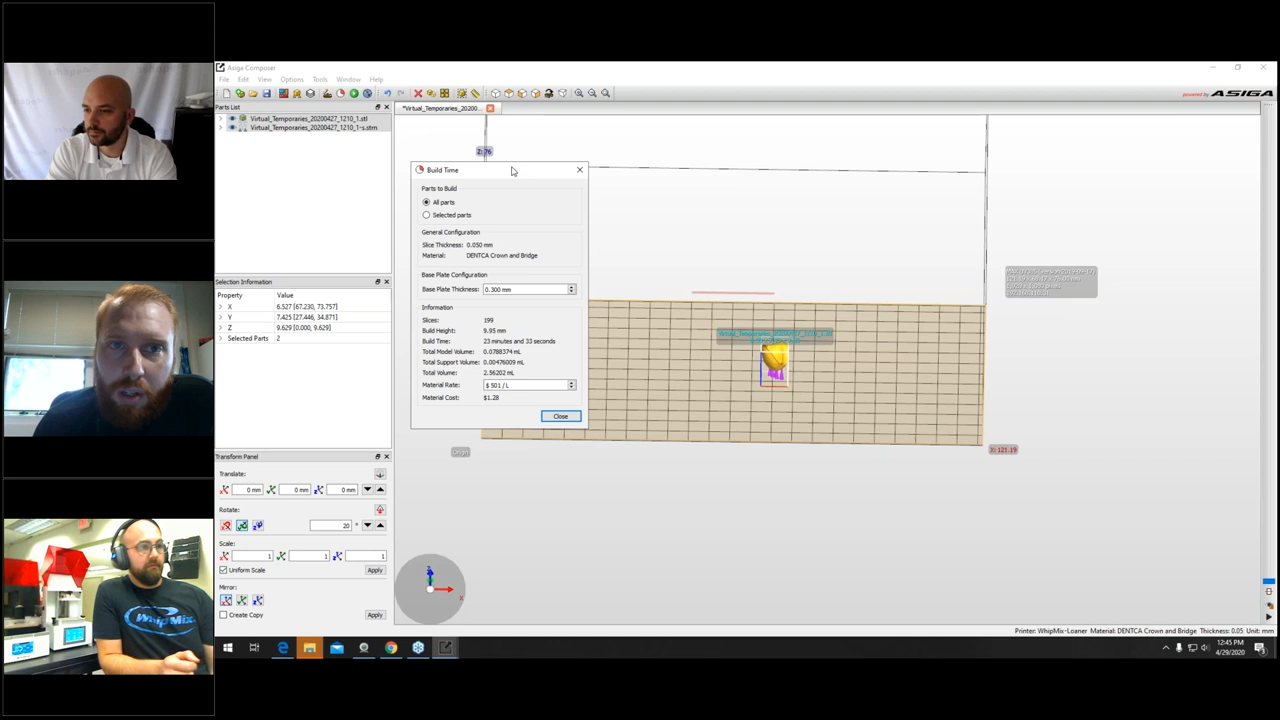 Asiga Composer
File Edit View Options Tools Window Help
powered by ASIGA
Parts List
*Virtual_Temporaries_20200...
Virtual_Temporaries_20200427_1210_1.stl
Virtual_Temporaries_20200427_1210_1-s.stm
Z: 76
Build Time
Parts to Build
All parts
Selected parts
General Configuration
Slice Thickness: 0.050 mm
Material: DENTCA Crown and Bridge
Base Plate Configuration
Base Plate Thickness: 0.300 mm
Information
Slices: 199
Build Height: 9.95 mm
Build Time: 23 minutes and 33 seconds
Total Model Volume: 0.0788374 mL
Total Support Volume: 0.00476009 mL
Total Volume: 2.56202 mL
Material Rate: $ 501 / L
Material Cost: $1.28
Close
Selection Information
Property Value
X 6.527 [67.230, 73.757]
Y 7.425 [27.446, 34.871]
Z 9.629 [0.000, 9.629]
Selected Parts 2
Origin
X: 121.19
Transform Panel
Translate:
0 mm 0 mm 0 mm
Rotate:
20 °
Scale:
1 1 1
Uniform Scale Apply
Mirror:
Create Copy Apply
Z
X
Printer: WhipMix-Loaner Material: DENTCA Crown and Bridge Thickness: 0.05 Unit: mm
12:45 PM
4/29/2020
WHIPMIX